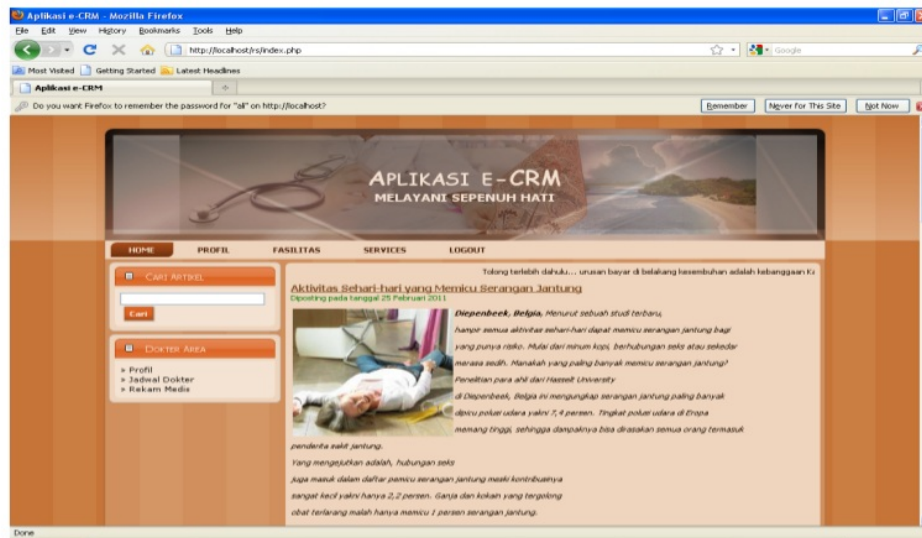 Aplikasi e-CRM - Mozilla Firefox
File Edit View History Bookmarks Tools Help
http://localhost/rs/index.php
Google
Most Visited Getting Started Latest Headlines
Aplikasi e-CRM
Do you want Firefox to remember the password for "ali" on http://localhost?
Remember Never for This Site Not Now
APLIKASI E-CRM
MELAYANI SEPENUH HATI
HOME PROFIL FASILITAS SERVICES LOGOUT
Tolong terlebih dahulu... urusan bayar di belakang kesembuhan adalah kebanggaan Ka
CARI ARTIKEL
Cari
DOKTER AREA
» Profil
» Jadwal Dokter
» Rekam Medis
Aktivitas Sehari-hari yang Memicu Serangan Jantung
Diposting pada tanggal 25 Februari 2011
Diepenbeek, Belgia, Menurut sebuah studi terbaru,
hampir semua aktivitas sehari-hari dapat memicu serangan jantung bagi
yang punya risiko. Mulai dari minum kopi, berhubungan seks atau sekedar
merasa sedih. Manakah yang paling banyak memicu serangan jantung?
Penelitian para ahli dari Hasselt University
di Diepenbeek, Belgia ini mengungkap serangan jantung paling banyak
dipicu polusi udara yakni 7,4 persen. Tingkat polusi udara di Eropa
memang tinggi, sehingga dampaknya bisa dirasakan semua orang termasuk
penderita sakit jantung.
Yang mengejutkan adalah, hubungan seks
juga masuk dalam daftar pemicu serangan jantung meski kontribusinya
sangat kecil yakni hanya 2,2 persen. Ganja dan kokain yang tergolong
obat terlarang malah hanya memicu 1 persen serangan jantung.
Done